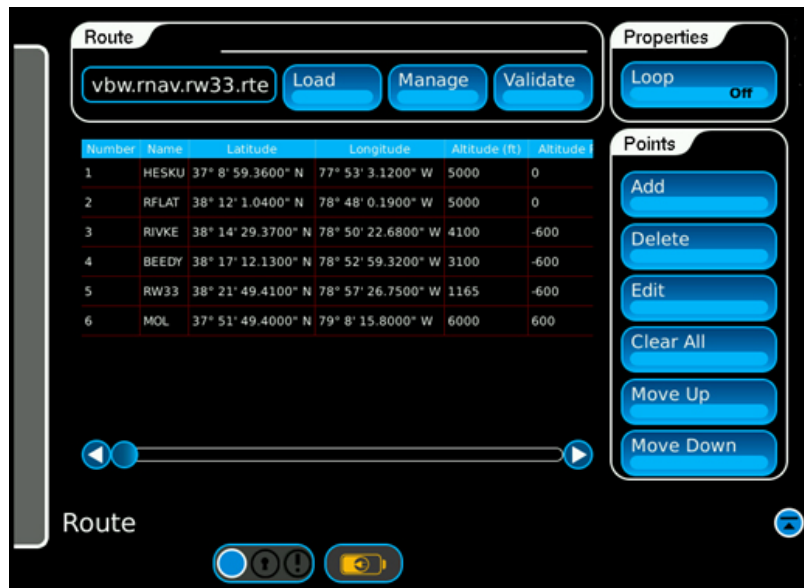 Route
vbw.rnav.rw33.rte
Load
Manage
Validate
Properties
Loop
Off
Number Name Latitude Longitude Altitude (ft) Altitude
1 HESKU 37° 8' 59.3600" N 77° 53' 3.1200" W 5000 0
2 RFLAT 38° 12' 1.0400" N 78° 48' 0.1900" W 5000 0
3 RIVKE 38° 14' 29.3700" N 78° 50' 22.6800" W 4100 -600
4 BEEDY 38° 17' 12.1300" N 78° 52' 59.3200" W 3100 -600
5 RW33 38° 21' 49.4100" N 78° 57' 26.7500" W 1165 -600
6 MOL 37° 51' 49.4000" N 79° 8' 15.8000" W 6000 600
Points
Add
Delete
Edit
Clear All
Move Up
Move Down
Route